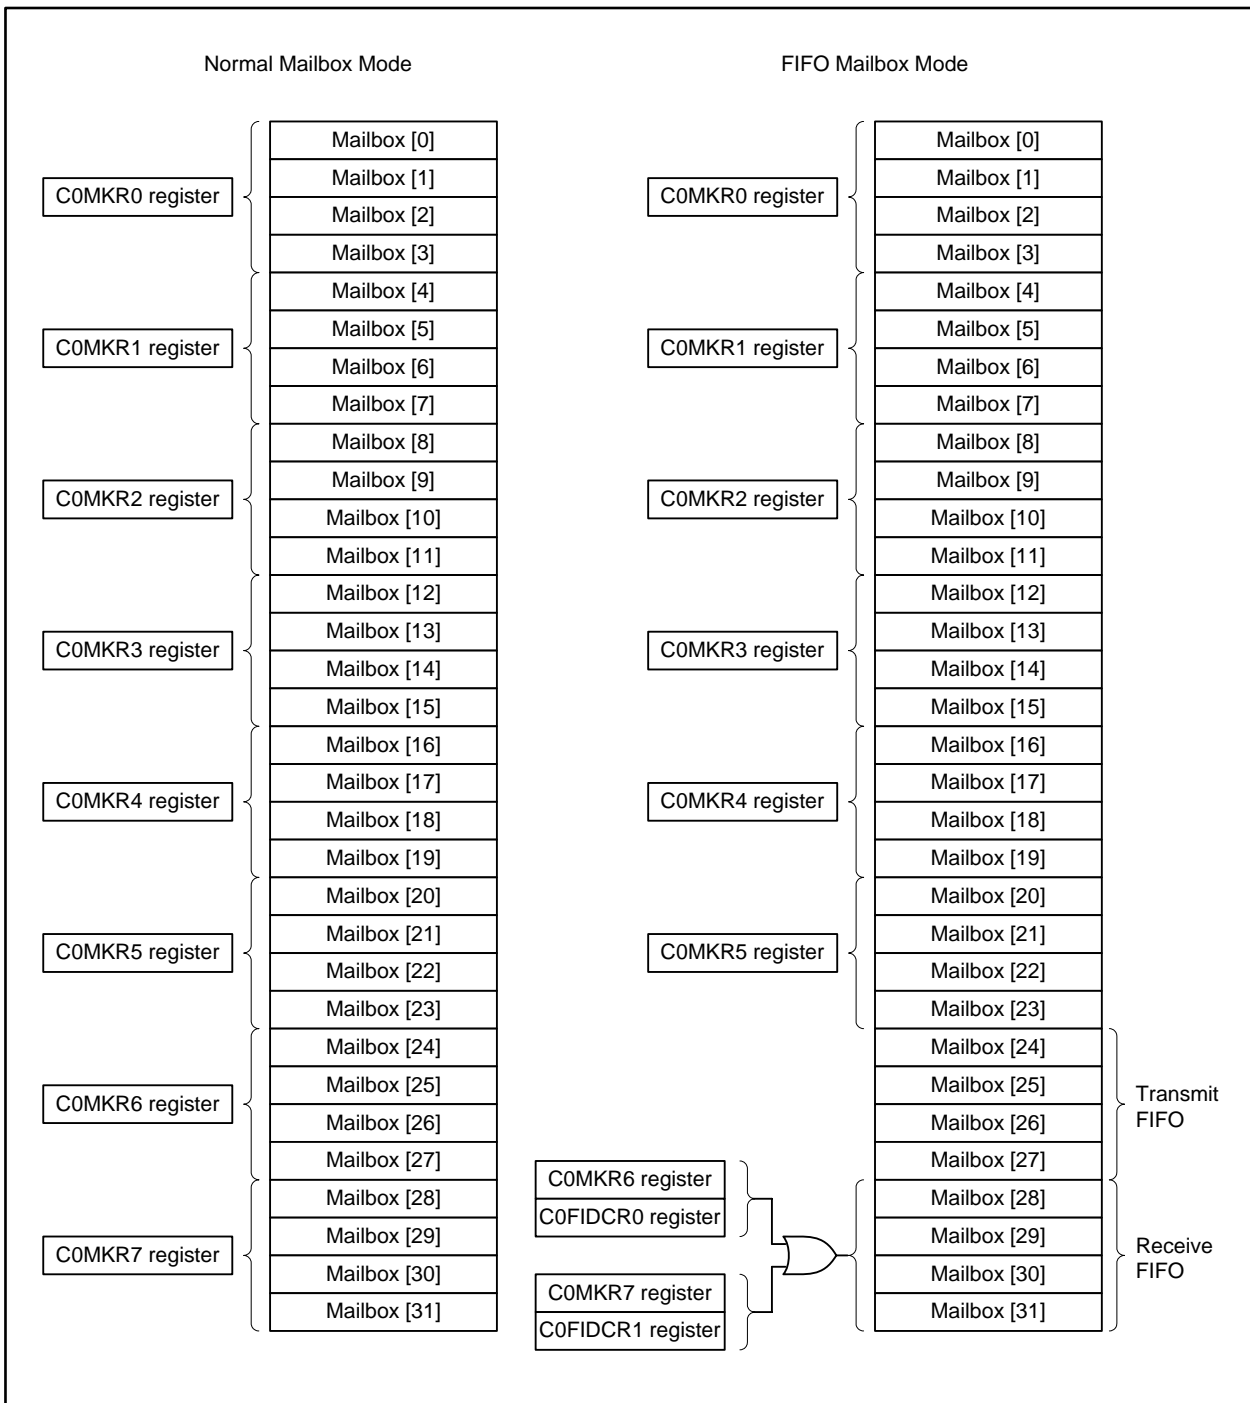 Normal Mailbox Mode
C0MKR0 register
C0MKR1 register
C0MKR2 register
C0MKR3 register
C0MKR4 register
C0MKR5 register
C0MKR6 register
C0MKR7 register
Mailbox [0]
Mailbox [1]
Mailbox [2]
Mailbox [3]
Mailbox [4]
Mailbox [5]
Mailbox [6]
Mailbox [7]
Mailbox [8]
Mailbox [9]
Mailbox [10]
Mailbox [11]
Mailbox [12]
Mailbox [13]
Mailbox [14]
Mailbox [15]
Mailbox [16]
Mailbox [17]
Mailbox [18]
Mailbox [19]
Mailbox [20]
Mailbox [21]
Mailbox [22]
Mailbox [23]
Mailbox [24]
Mailbox [25]
Mailbox [26]
Mailbox [27]
Mailbox [28]
Mailbox [29]
Mailbox [30]
Mailbox [31]
FIFO Mailbox Mode
C0MKR0 register
C0MKR1 register
C0MKR2 register
C0MKR3 register
C0MKR4 register
C0MKR5 register
C0MKR6 register
C0FIDCR0 register
C0MKR7 register
C0FIDCR1 register
Mailbox [0]
Mailbox [1]
Mailbox [2]
Mailbox [3]
Mailbox [4]
Mailbox [5]
Mailbox [6]
Mailbox [7]
Mailbox [8]
Mailbox [9]
Mailbox [10]
Mailbox [11]
Mailbox [12]
Mailbox [13]
Mailbox [14]
Mailbox [15]
Mailbox [16]
Mailbox [17]
Mailbox [18]
Mailbox [19]
Mailbox [20]
Mailbox [21]
Mailbox [22]
Mailbox [23]
Mailbox [24]
Mailbox [25]
Mailbox [26]
Mailbox [27]
Mailbox [28]
Mailbox [29]
Mailbox [30]
Mailbox [31]
Transmit
FIFO
Receive
FIFO